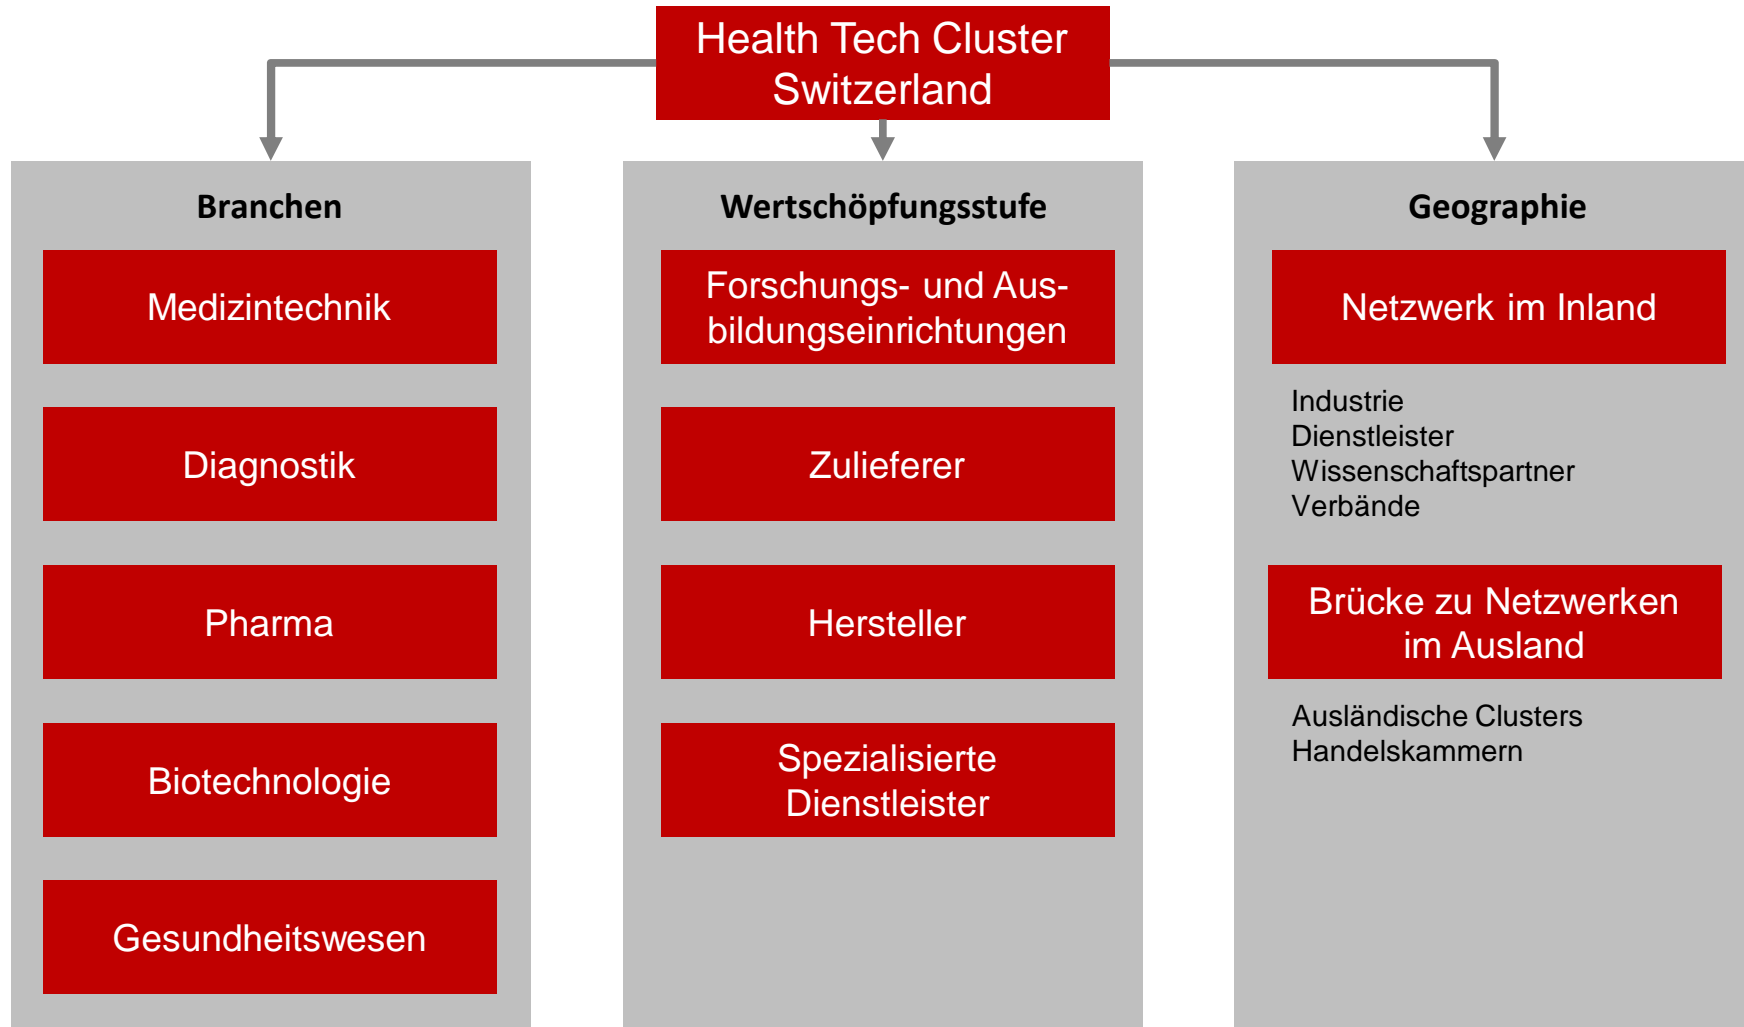 Health Tech Cluster
Switzerland
Branchen
Medizintechnik
Diagnostik
Pharma
Biotechnologie
Gesundheitswesen
Wertschöpfungsstufe
Forschungs- und Aus-
bildungseinrichtungen
Zulieferer
Hersteller
Spezialisierte
Dienstleister
Geographie
Netzwerk im Inland
Industrie
Dienstleister
Wissenschaftspartner
Verbände
Brücke zu Netzwerken
im Ausland
Ausländische Clusters
Handelskammern